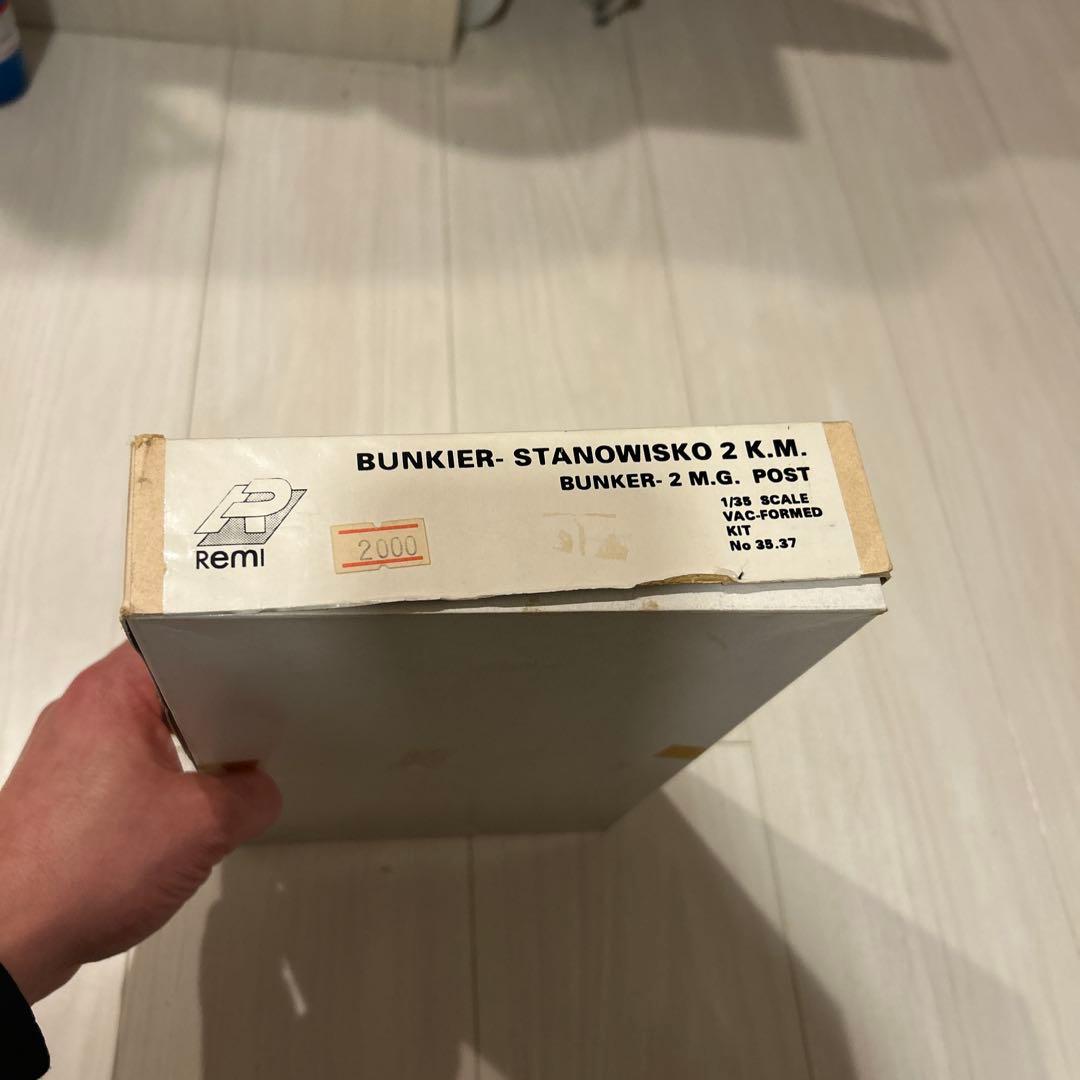 BUNKIER- STANOWISKO 2 K.M.
BUNKER- 2 M.G. POST
1/35 SCALE
VAC-FORMED
KIT
No 35.37
Remi
2000